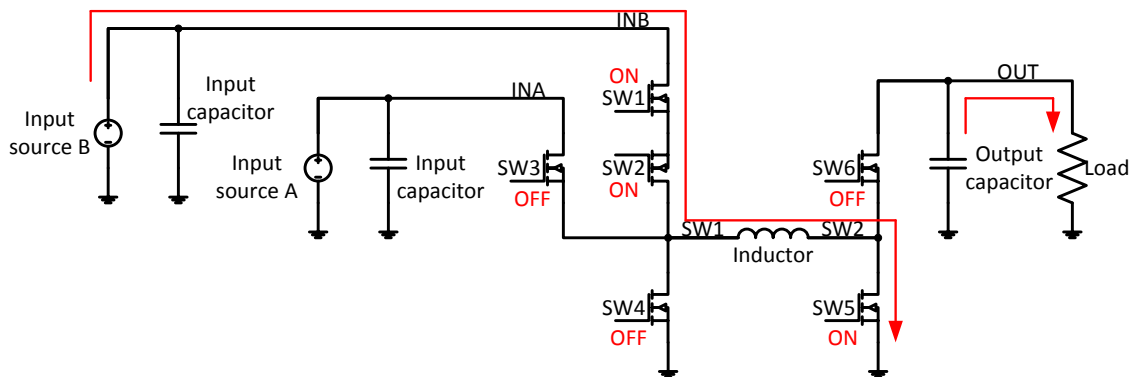 INB
ON
SW1
Input
capacitor
INA
OUT
Input
source B
Input
source A
Input
capacitor
SW3
OFF
SW2
ON
SW6
OFF
Output
capacitor
Load
SW1
SW2
Inductor
SW4
OFF
SW5
ON